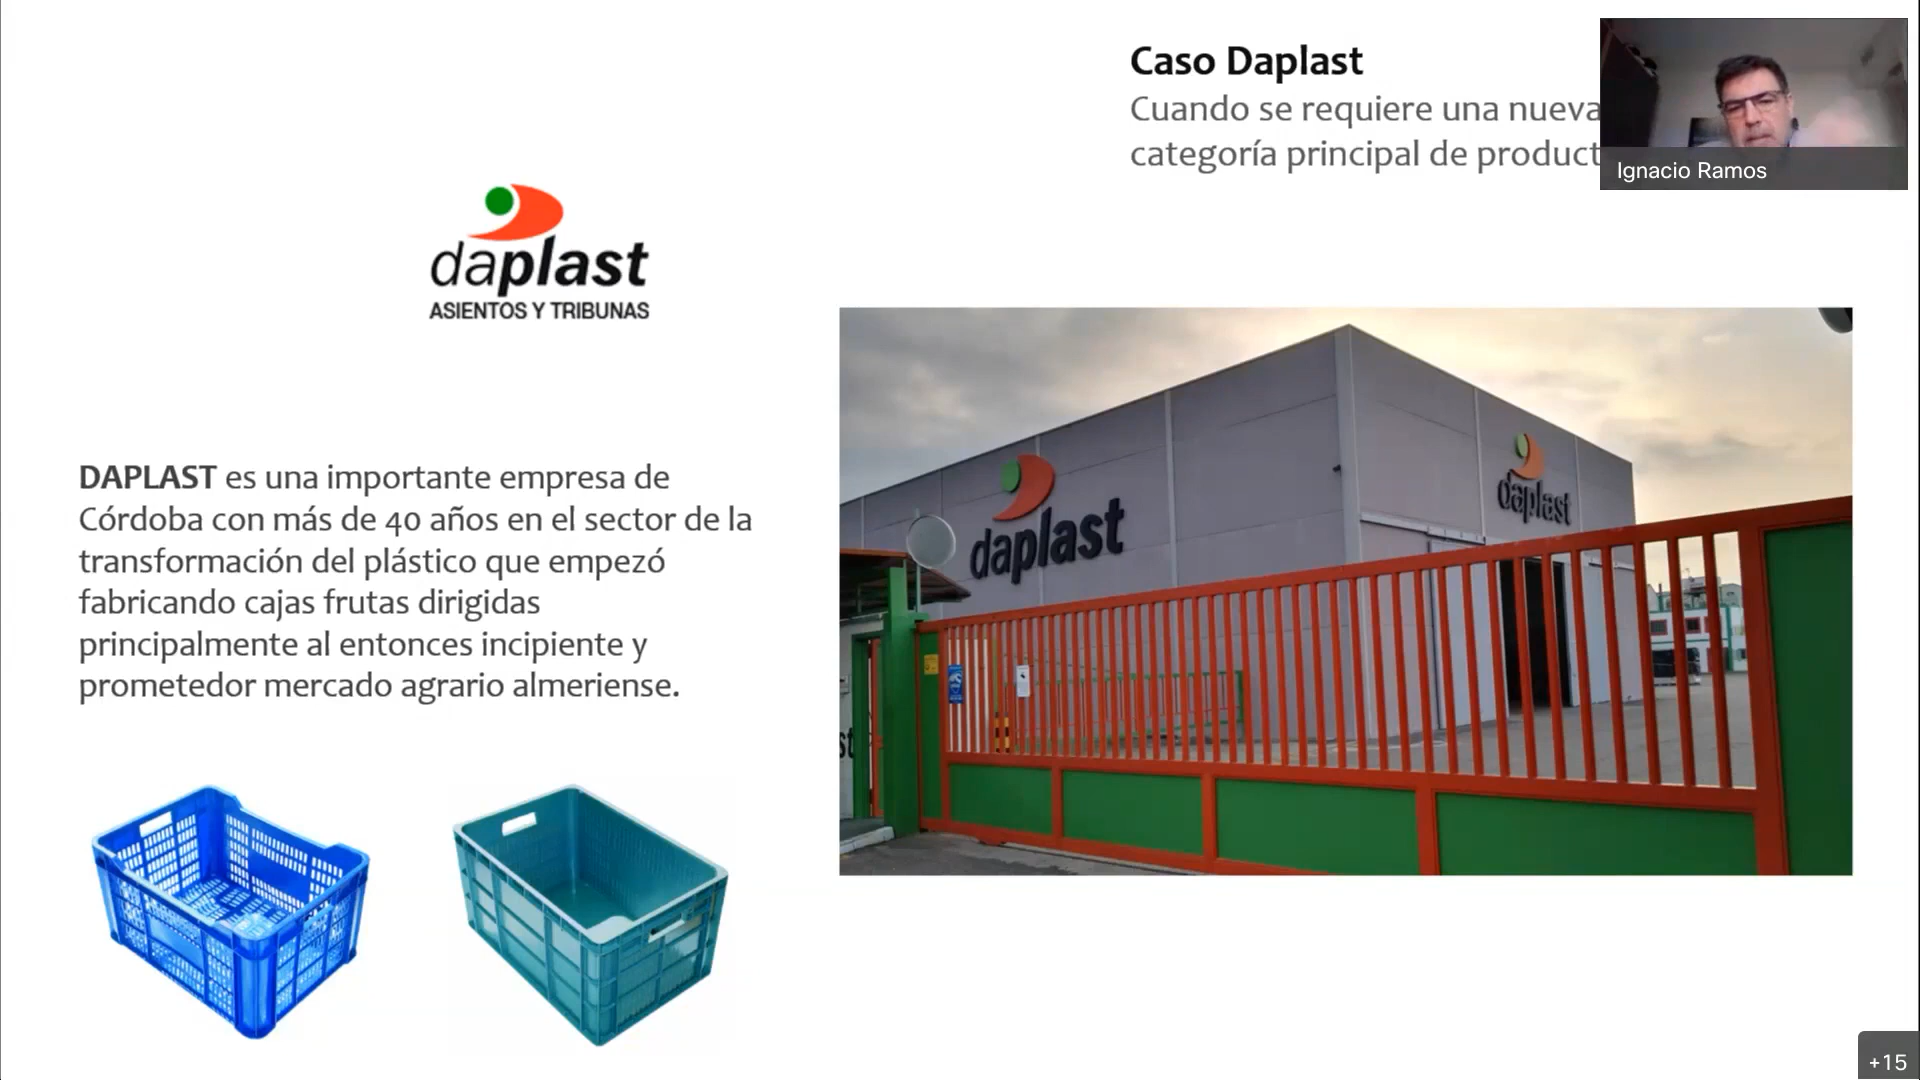 Caso Daplast
Cuando se requiere una nueva
categoría principal de product
Ignacio Ramos
daplast
ASIENTOS Y TRIBUNAS
DAPLAST es una importante empresa de
Córdoba con más de 40 años en el sector de la
transformación del plástico que empezó
fabricando cajas frutas dirigidas
principalmente al entonces incipiente y
prometedor mercado agrario almeriense.
daplast
daplast
st
+15